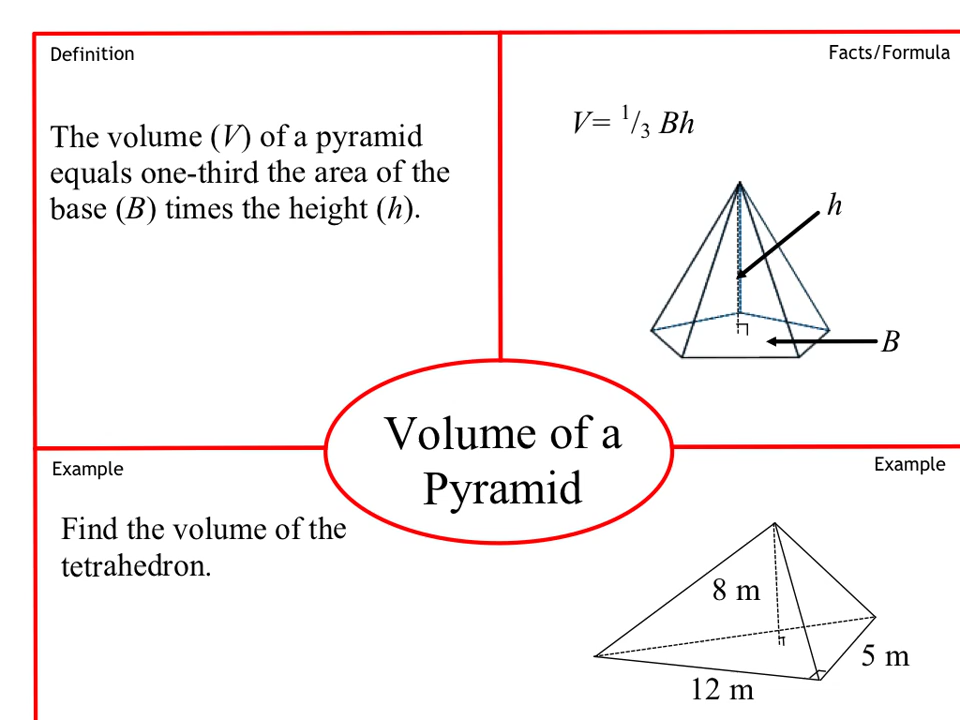 Definition
The volume (V) of a pyramid
equals one-third the area of the
base (B) times the height (h).
Facts/Formula
V= 1/3 Bh
h
B
Volume of a
Pyramid
Example
Find the volume of the
tetrahedron.
Example
8 m
5 m
12 m